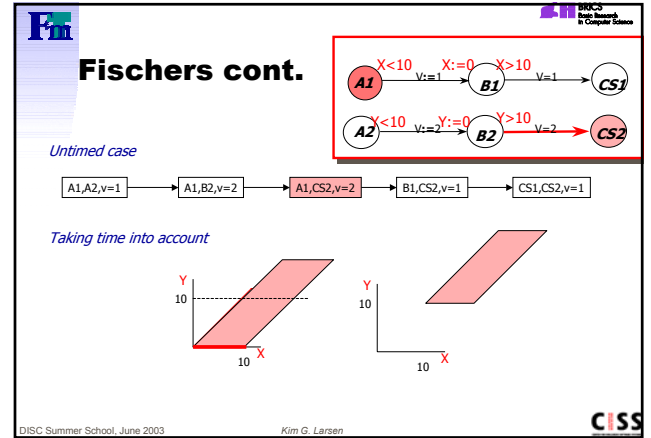 BRICS
Basic Research
in Computer Science
Fischers cont.
X<10 X:=0 X>10
A1 V:=1 B1 V=1 CS1
Y<10 Y:=0 Y>10
A2 V:=2 B2 V=2 CS2
Untimed case
A1,A2,v=1 A1,B2,v=2 A1,CS2,v=2 B1,CS2,v=1 CS1,CS2,v=1
Taking time into account
Y Y
10 10
X X
10 10
DISC Summer School, June 2003 Kim G. Larsen
CISS